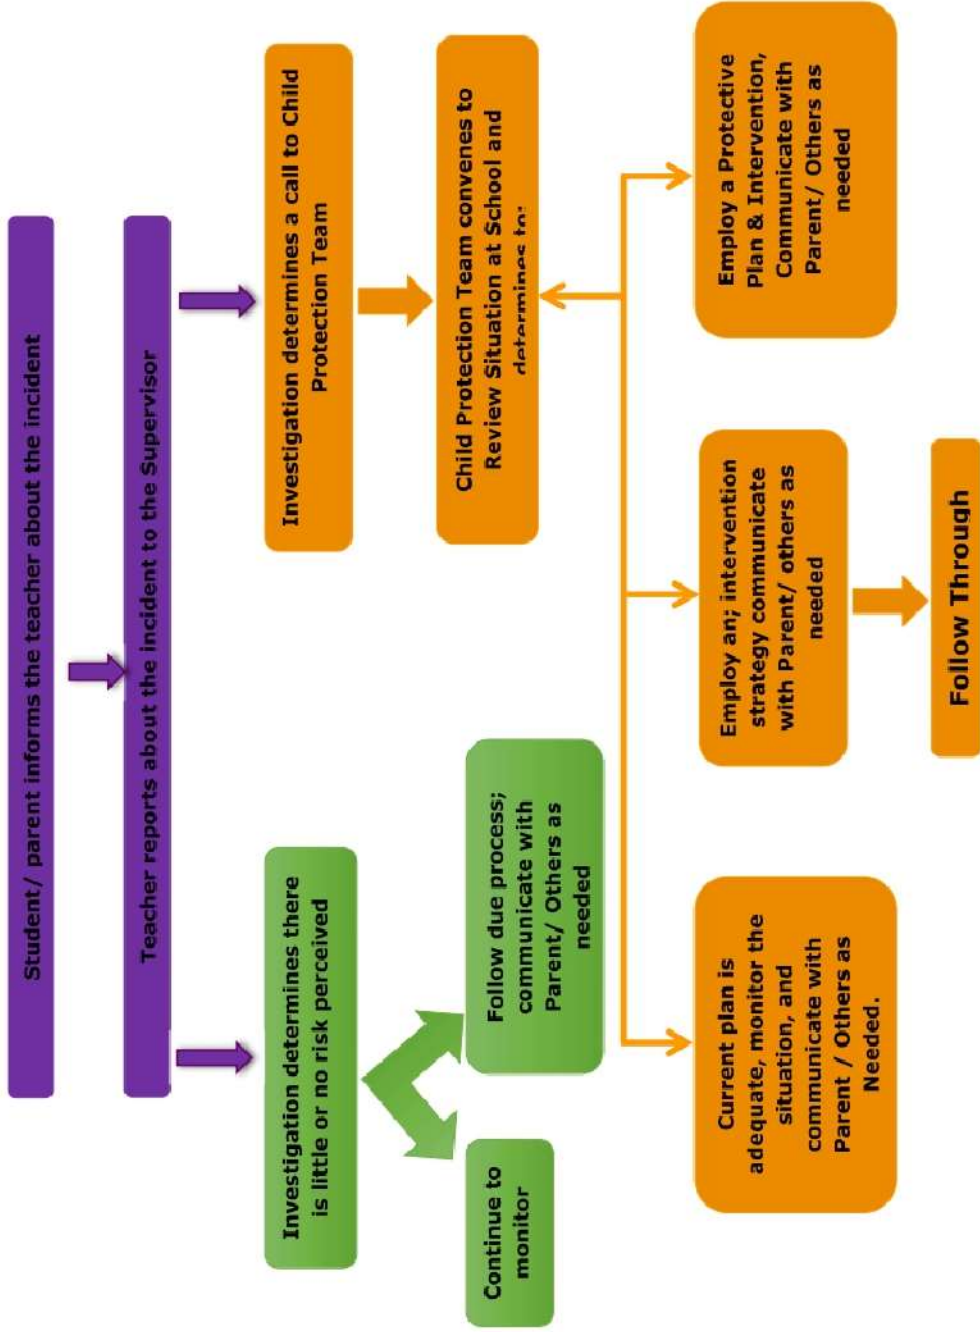 Student/ parent informs the teacher about the incident
Teacher reports about the incident to the Supervisor
Investigation determines there
is little or no risk perceived
Investigation determines a call to Child
Protection Team
Continue to
monitor
Follow due process;
communicate with
Parent/ Others as
needed
Child Protection Team convenes to
Review Situation at School and
determines to:
Current plan is
adequate, monitor the
situation, and
communicate with
Parent / Others as
Needed.
Employ an; intervention
strategy communicate
with Parent/ others as
needed
Employ a Protective
Plan & Intervention,
Communicate with
Parent/ Others as
needed
Follow Through